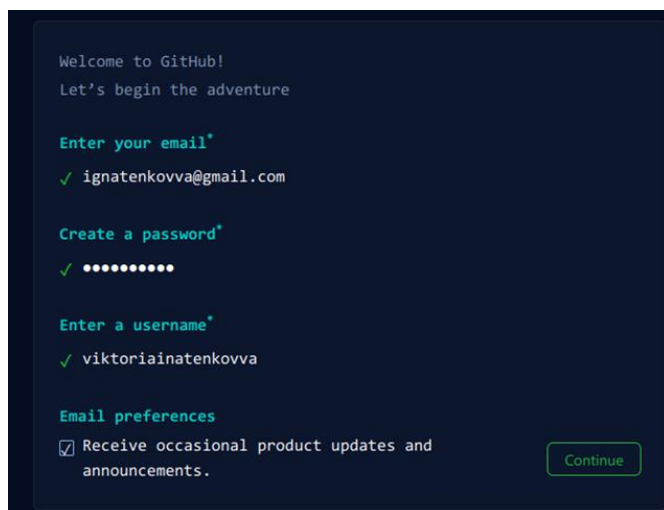 Welcome to GitHub!
Let’s begin the adventure
Enter your email*
✓ ignatenkovva@gmail.com
Create a password*
✓ ••••••••••
Enter a username*
✓ viktoriainatenkovva
Email preferences
Receive occasional product updates and
announcements.
Continue